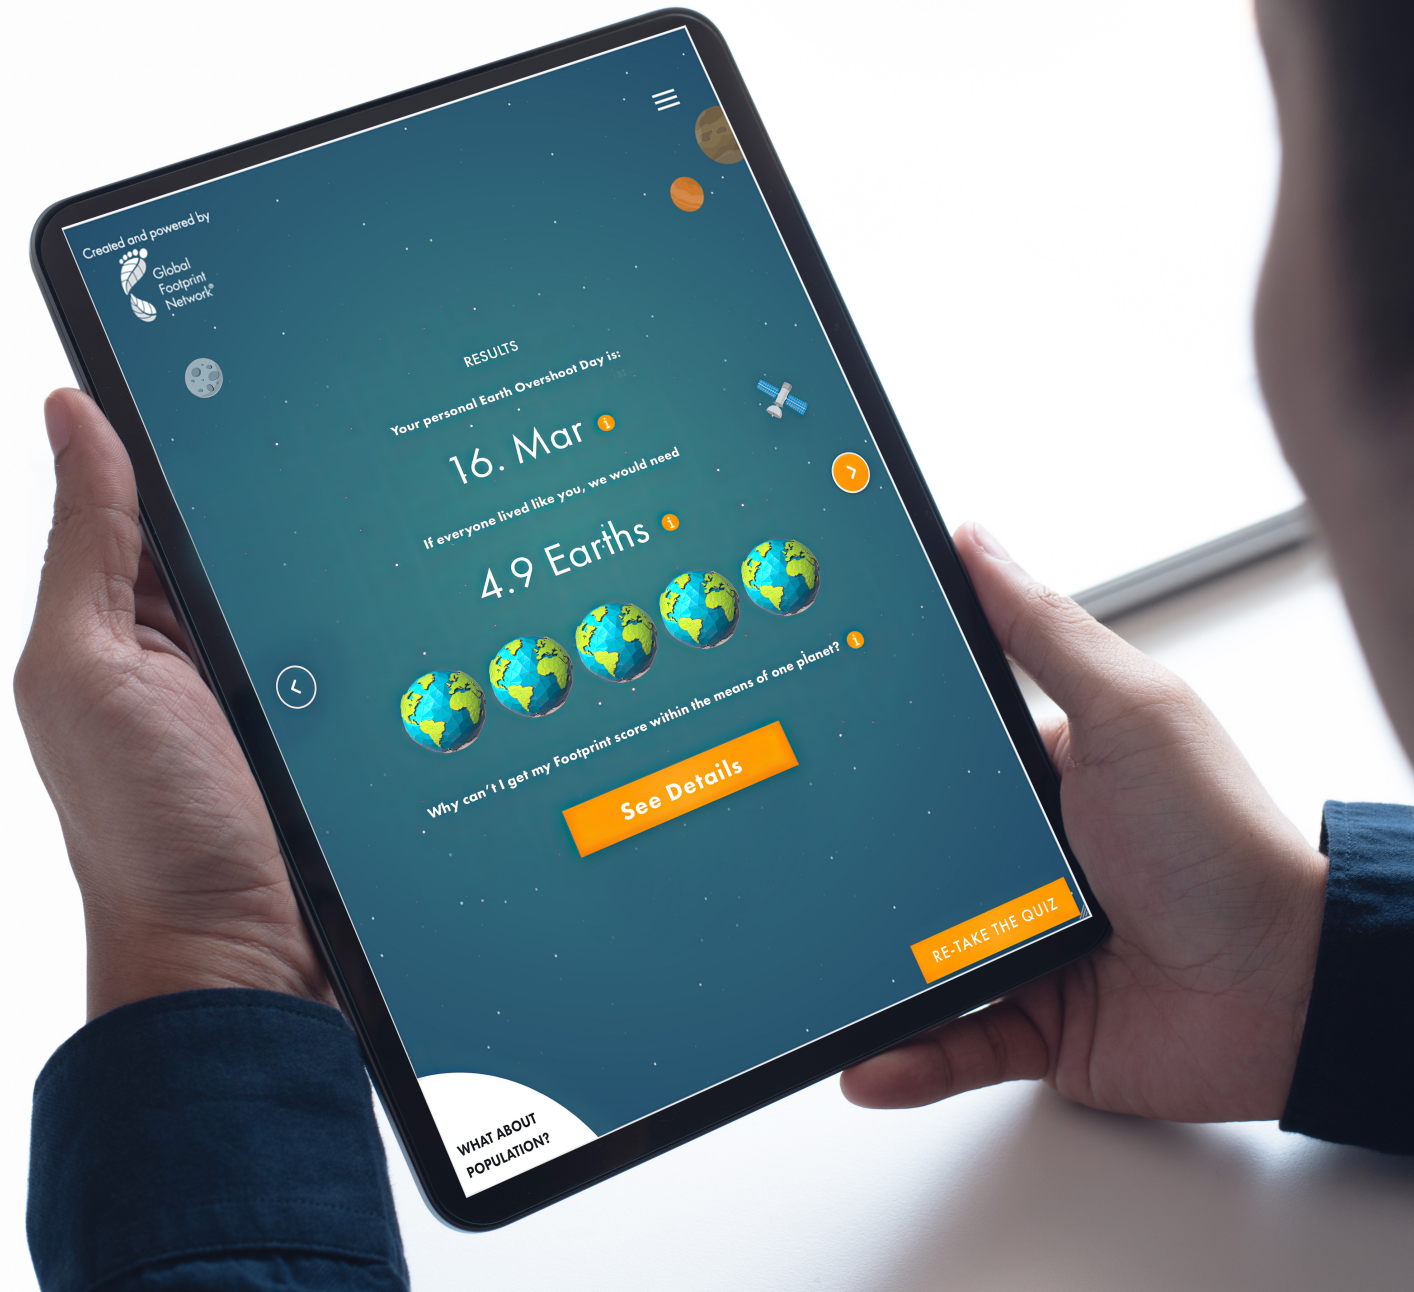 Created and powered by
Global
Footprint
Network®
RESULTS
Your personal Earth Overshoot Day is:
16. Mar
If everyone lived like you, we would need
4.9 Earths
Why can't I get my Footprint score within the means of one planet?
See Details
RE-TAKE THE QUIZ
WHAT ABOUT
POPULATION?